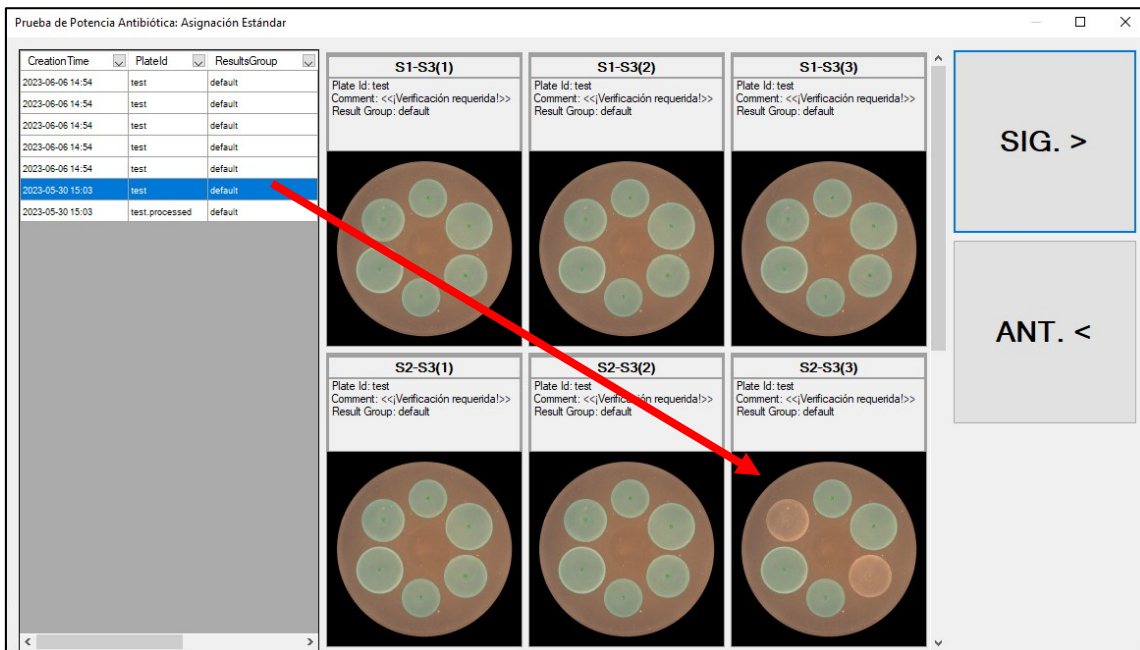 Prueba de Potencia Antibiótica: Asignación Estándar
CreationTime PlateId ResultsGroup
2023-06-06 14:54 test default
2023-06-06 14:54 test default
2023-06-06 14:54 test default
2023-06-06 14:54 test default
2023-06-06 14:54 test default
2023-05-30 15:03 test default
2023-05-30 15:03 test.processed default
S1-S3(1)
Plate Id: test
Comment: <<¡Verificación requerida!>>
Result Group: default
S1-S3(2)
Plate Id: test
Comment: <<¡Verificación requerida!>>
Result Group: default
S1-S3(3)
Plate Id: test
Comment: <<¡Verificación requerida!>>
Result Group: default
S2-S3(1)
Plate Id: test
Comment: <<¡Verificación requerida!>>
Result Group: default
S2-S3(2)
Plate Id: test
Comment: <<¡Verificación requerida!>>
Result Group: default
S2-S3(3)
Plate Id: test
Comment: <<¡Verificación requerida!>>
Result Group: default
SIG. >
ANT. <